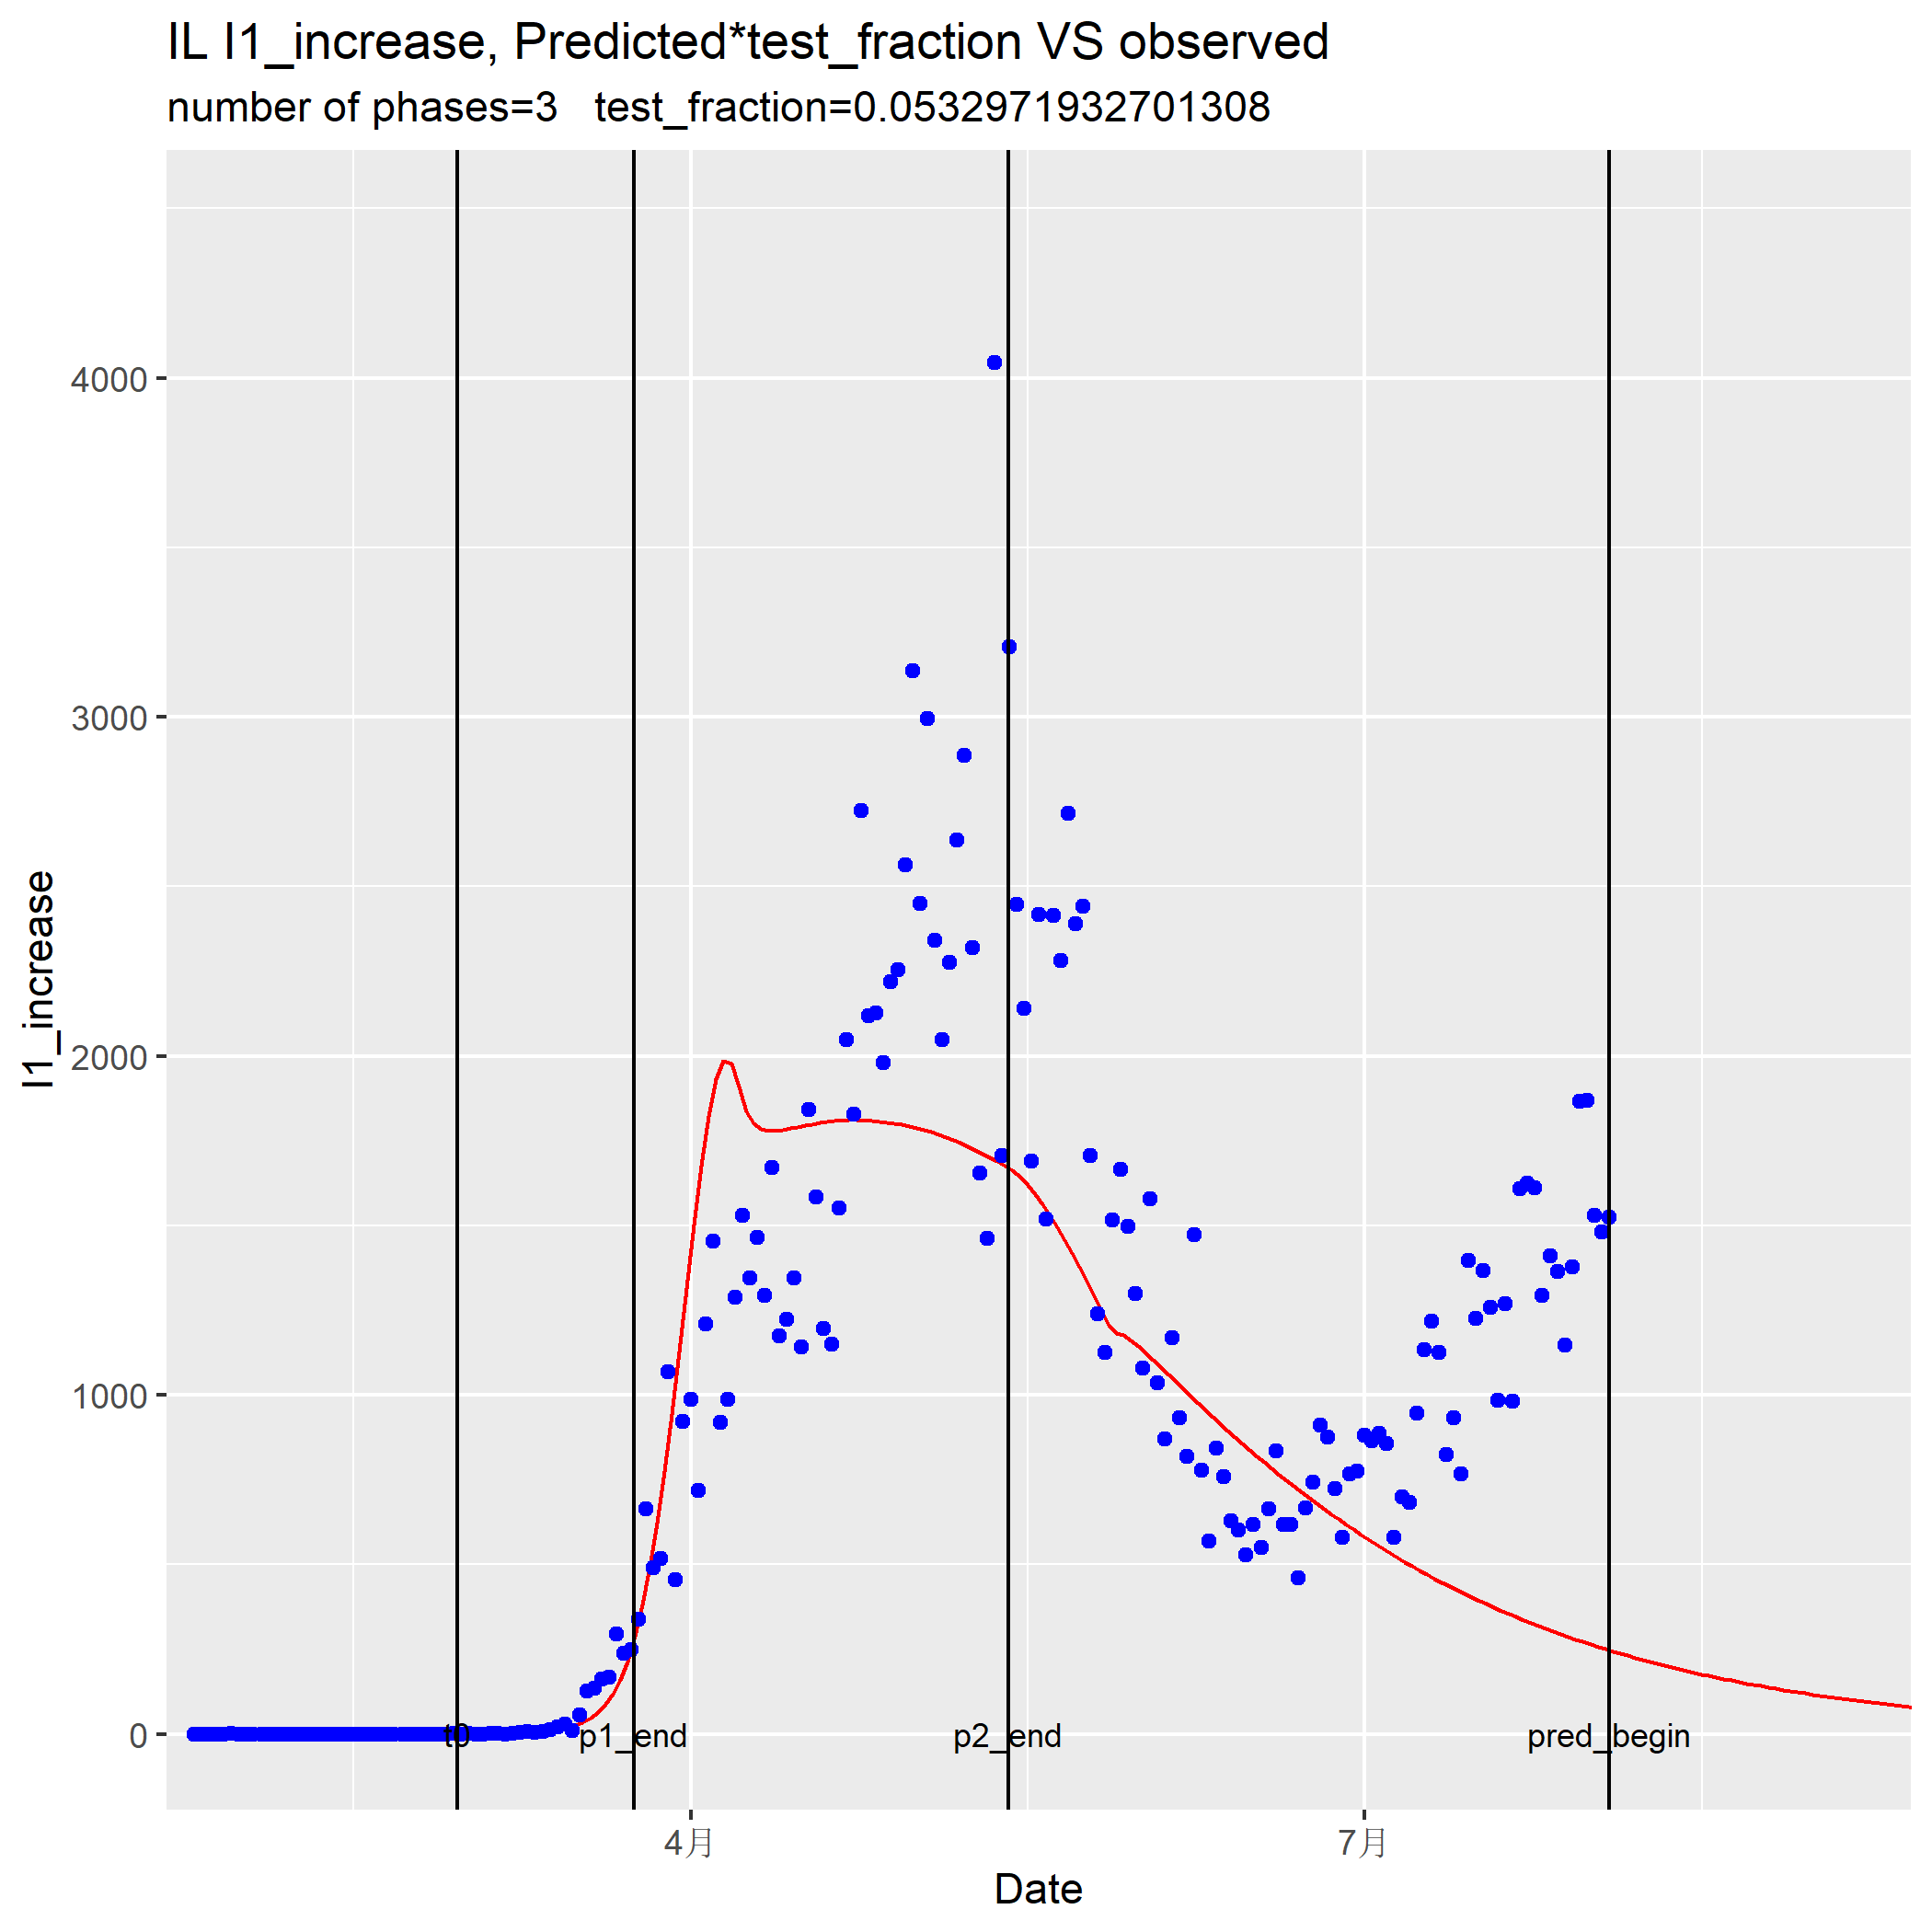 IL I1_increase, Predicted*test_fraction VS observed
number of phases=3 test_fraction=0.0532971932701308
I1_increase
4000
3000
2000
1000
0
t0
p1_end
p2_end
pred_begin
4月
7月
Date